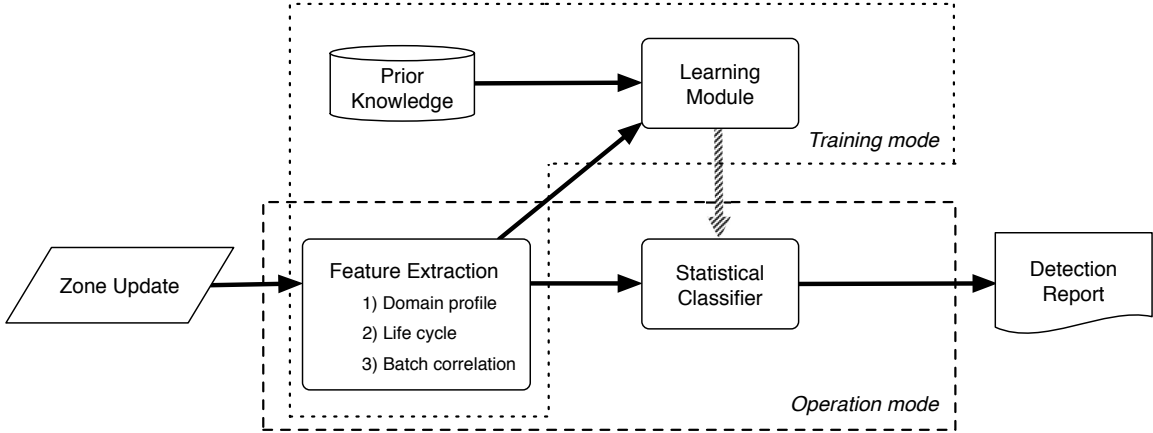 Prior
Knowledge
Learning
Module
Training mode
Zone Update
Feature Extraction
1) Domain profile
2) Life cycle
3) Batch correlation
Statistical
Classifier
Detection
Report
Operation mode